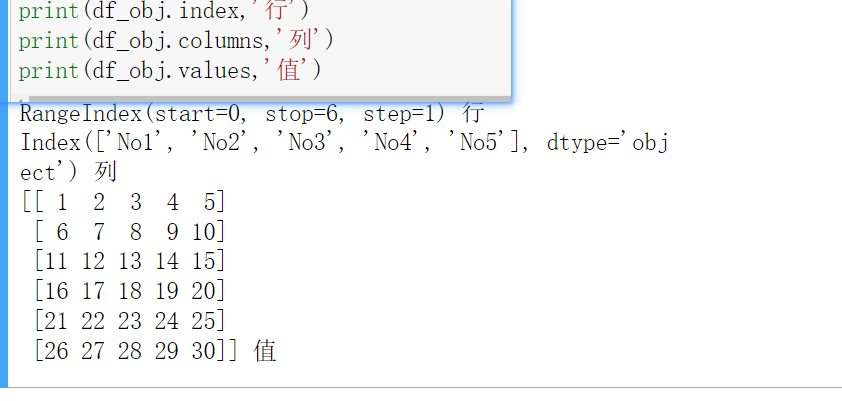 print(df_obj.index,'行')
print(df_obj.columns,'列')
print(df_obj.values,'值')
RangeIndex(start=0, stop=6, step=1) 行
Index(['No1', 'No2', 'No3', 'No4', 'No5'], dtype='obj
ect') 列
[[ 1  2  3  4  5]
 [ 6  7  8  9 10]
 [11 12 13 14 15]
 [16 17 18 19 20]
 [21 22 23 24 25]
 [26 27 28 29 30]] 值